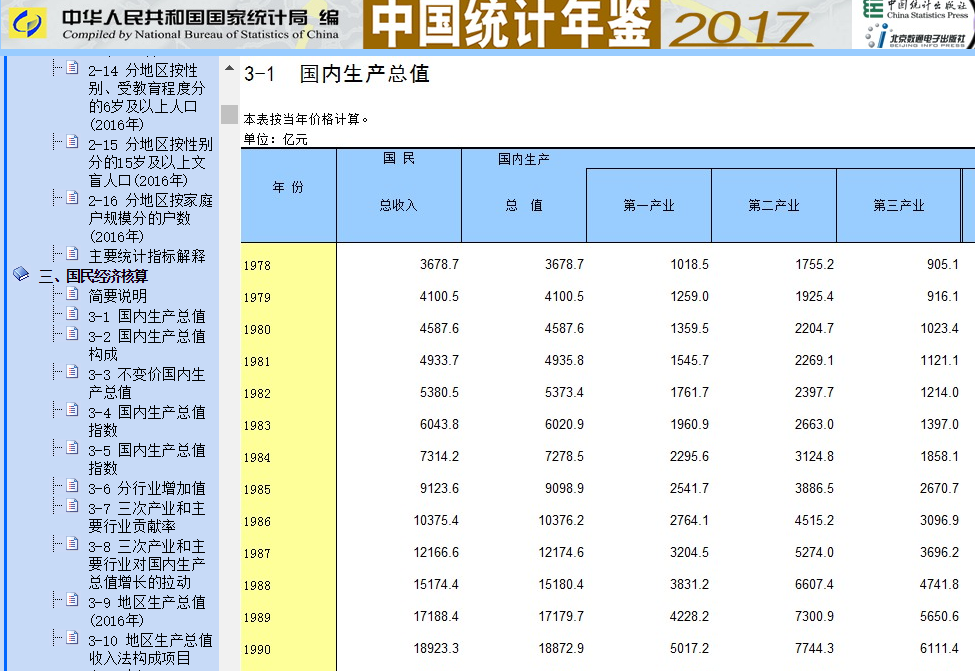 中华人民共和国国家统计局 编
Compiled by National Bureau of Statistics of China
中国统计年鉴 2017
中国统计出版社
China Statistics Press
北京数通电子出版社
BEIJING INFO PRESS
2-14 分地区按性
别、受教育程度分
的6岁及以上人口
(2016年)
2-15 分地区按性别
分的15岁及以上文
盲人口(2016年)
2-16 分地区按家庭
户规模分的户数
(2016年)
主要统计指标解释
三、国民经济核算
简要说明
3-1 国内生产总值
3-2 国内生产总值
构成
3-3 不变价国内生
产总值
3-4 国内生产总值
指数
3-5 国内生产总值
指数
3-6 分行业增加值
3-7 三次产业和主
要行业贡献率
3-8 三次产业和主
要行业对国内生产
总值增长的拉动
3-9 地区生产总值
(2016年)
3-10 地区生产总值
收入法构成项目
3-1 国内生产总值
本表按当年价格计算。
单位：亿元
年 份 国 民 总收入 国内生产 总 值 第一产业 第二产业 第三产业
1978 3678.7 3678.7 1018.5 1755.2 905.1
1979 4100.5 4100.5 1259.0 1925.4 916.1
1980 4587.6 4587.6 1359.5 2204.7 1023.4
1981 4933.7 4935.8 1545.7 2269.1 1121.1
1982 5380.5 5373.4 1761.7 2397.7 1214.0
1983 6043.8 6020.9 1960.9 2663.0 1397.0
1984 7314.2 7278.5 2295.6 3124.8 1858.1
1985 9123.6 9098.9 2541.7 3886.5 2670.7
1986 10375.4 10376.2 2764.1 4515.2 3096.9
1987 12166.6 12174.6 3204.5 5274.0 3696.2
1988 15174.4 15180.4 3831.2 6607.4 4741.8
1989 17188.4 17179.7 4228.2 7300.9 5650.6
1990 18923.3 18872.9 5017.2 7744.3 6111.4